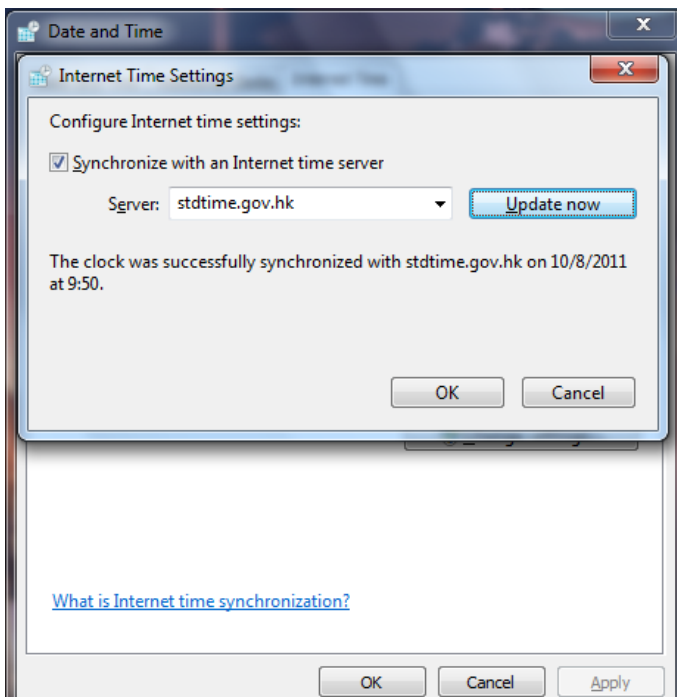 Date and Time
Internet Time Settings
Configure Internet time settings:
Synchronize with an Internet time server
Server: stdtime.gov.hk Update now
The clock was successfully synchronized with stdtime.gov.hk on 10/8/2011
at 9:50.
OK Cancel
What is Internet time synchronization?
OK Cancel Apply